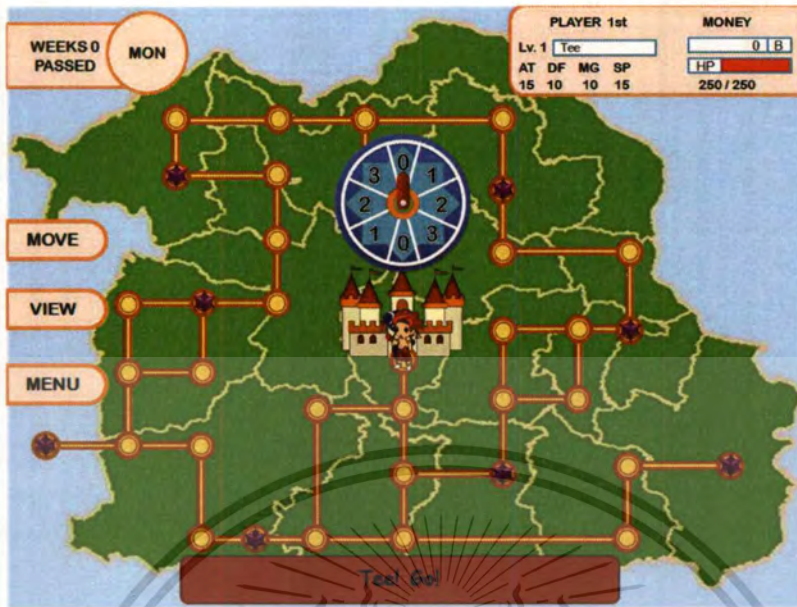 WEEKS 0
PASSED
MON
PLAYER 1st
MONEY
Lv. 1 Tee
0 B
AT DF MG SP
HP
15 10 10 15
250 / 250
0
3 1
2 2
1 3
0
MOVE
VIEW
MENU
Tee! Go!